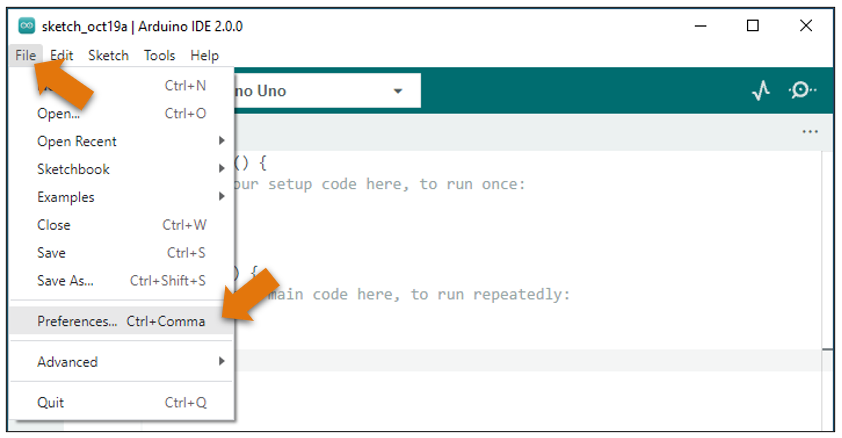 sketch_oct19a | Arduino IDE 2.0.0
File Edit Sketch Tools Help
Ctrl+N
no Uno
Open... Ctrl+O
Open Recent
Sketchbook
() {
our setup code here, to run once:
Examples
Close Ctrl+W
Save Ctrl+S
) {
Save As... Ctrl+Shift+S
main code here, to run repeatedly:
Preferences... Ctrl+Comma
Advanced
Quit Ctrl+Q